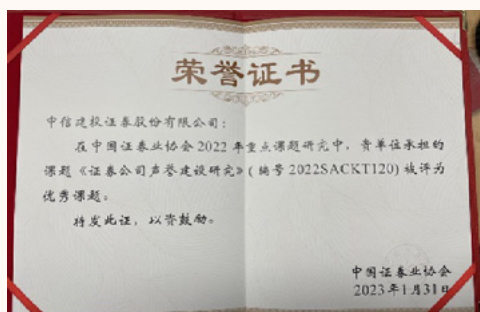 荣誉证书
中信建投证券股份有限公司：
在中国证券业协会2022年重点课题研究中，贵单位承担的
课题《证券公司声誉建设研究》(编号2022SACKT120)被评为
优秀课题。
特发此证，以资鼓励。
中国证券业协会
2023年1月31日